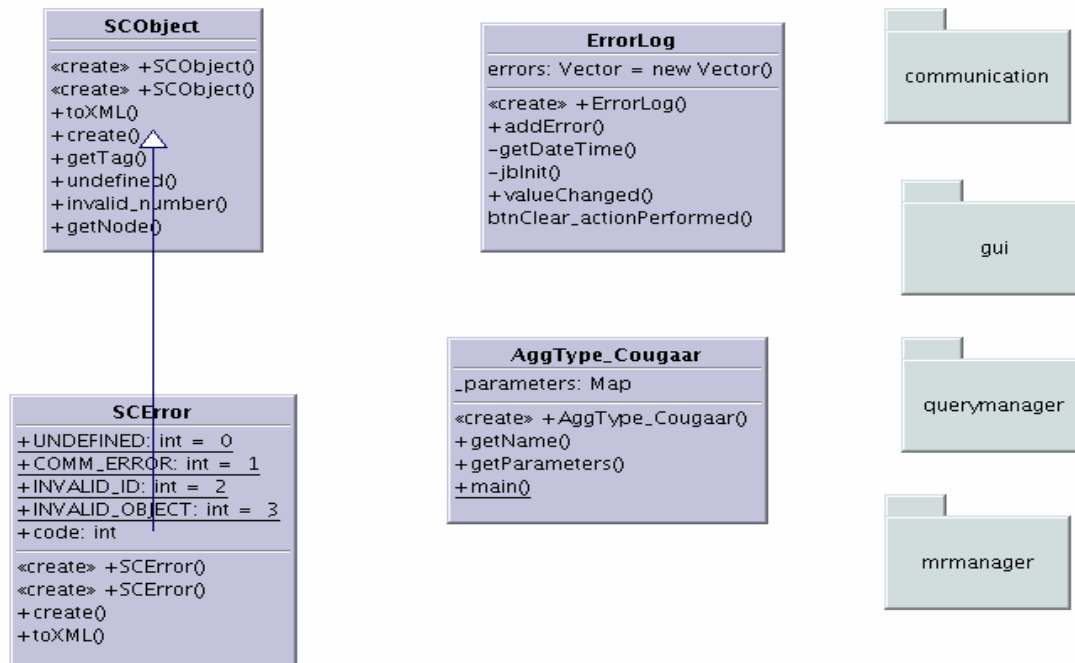 SCObject
«create» +SCObject()
«create» +SCObject()
+toXML()
+create()
+getTag()
+undefined()
+invalid_number()
+getNode()
SCError
+UNDEFINED: int = 0
+COMM_ERROR: int = 1
+INVALID_ID: int = 2
+INVALID_OBJECT: int = 3
+code: int
«create» +SCError()
«create» +SCError()
+create()
+toXML()
ErrorLog
errors: Vector = new Vector()
«create» +ErrorLog()
+addError()
-getDateTime()
-jbInit()
+valueChanged()
btnClear_actionPerformed()
AggType_Cougaar
_parameters: Map
«create» +AggType_Cougaar()
+getName()
+getParameters()
+main()
communication
gui
querymanager
mrmanager